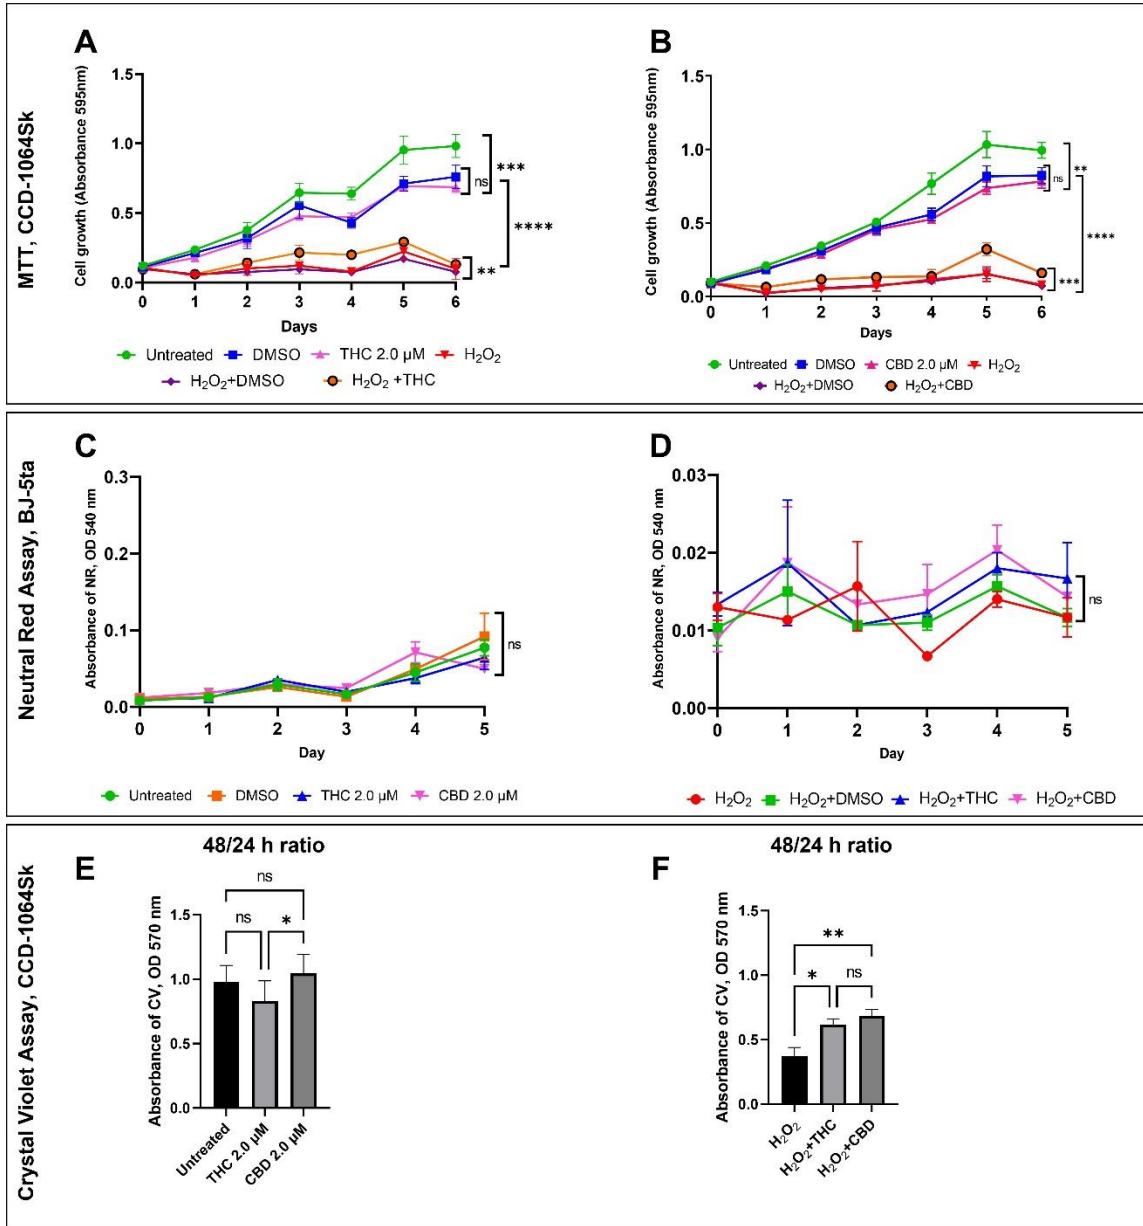 MTT, CCD-1064Sk
A
Cell growth (Absorbance 595nm)
1.5
1.0
0.5
0.0
0 1 2 3 4 5 6
Days
***
ns
****
**
Untreated DMSO THC 2.0 µM H₂O₂
H₂O₂+DMSO H₂O₂ +THC
B
Cell growth (Absorbance 595nm)
1.5
1.0
0.5
0.0
0 1 2 3 4 5 6
Days
**
ns
****
***
Untreated DMSO CBD 2.0 µM H₂O₂
H₂O₂+DMSO H₂O₂+CBD
Neutral Red Assay, BJ-5ta
C
Absorbance of NR, OD 540 nm
0.3
0.2
0.1
0.0
0 1 2 3 4 5
Day
ns
Untreated DMSO THC 2.0 µM CBD 2.0 µM
D
Absorbance of NR, OD 540 nm
0.03
0.02
0.01
0.00
0 1 2 3 4 5
Day
ns
H₂O₂ H₂O₂+DMSO H₂O₂+THC H₂O₂+CBD
Crystal Violet Assay, CCD-1064Sk
48/24 h ratio
E
Absorbance of CV, OD 570 nm
1.5
1.0
0.5
0.0
ns
ns *
Untreated
THC 2.0 µM
CBD 2.0 µM
48/24 h ratio
F
Absorbance of CV, OD 570 nm
1.5
1.0
0.5
0.0
**
* ns
H₂O₂
H₂O₂+THC
H₂O₂+CBD